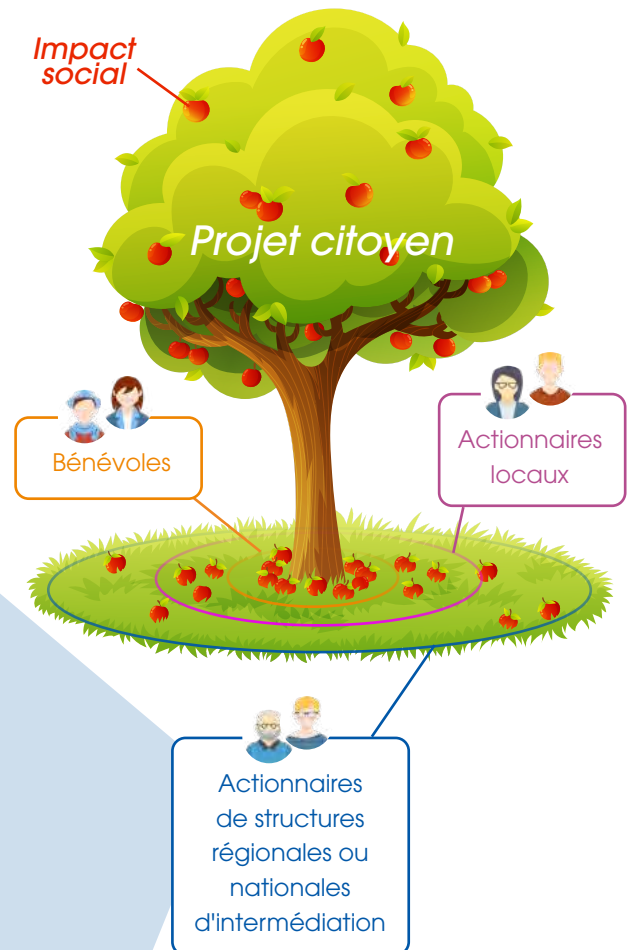 Impact
social
Projet citoyen
Bénévoles
Actionnaires
locaux
Actionnaires
de structures
régionales ou
nationales
d'intermédiation